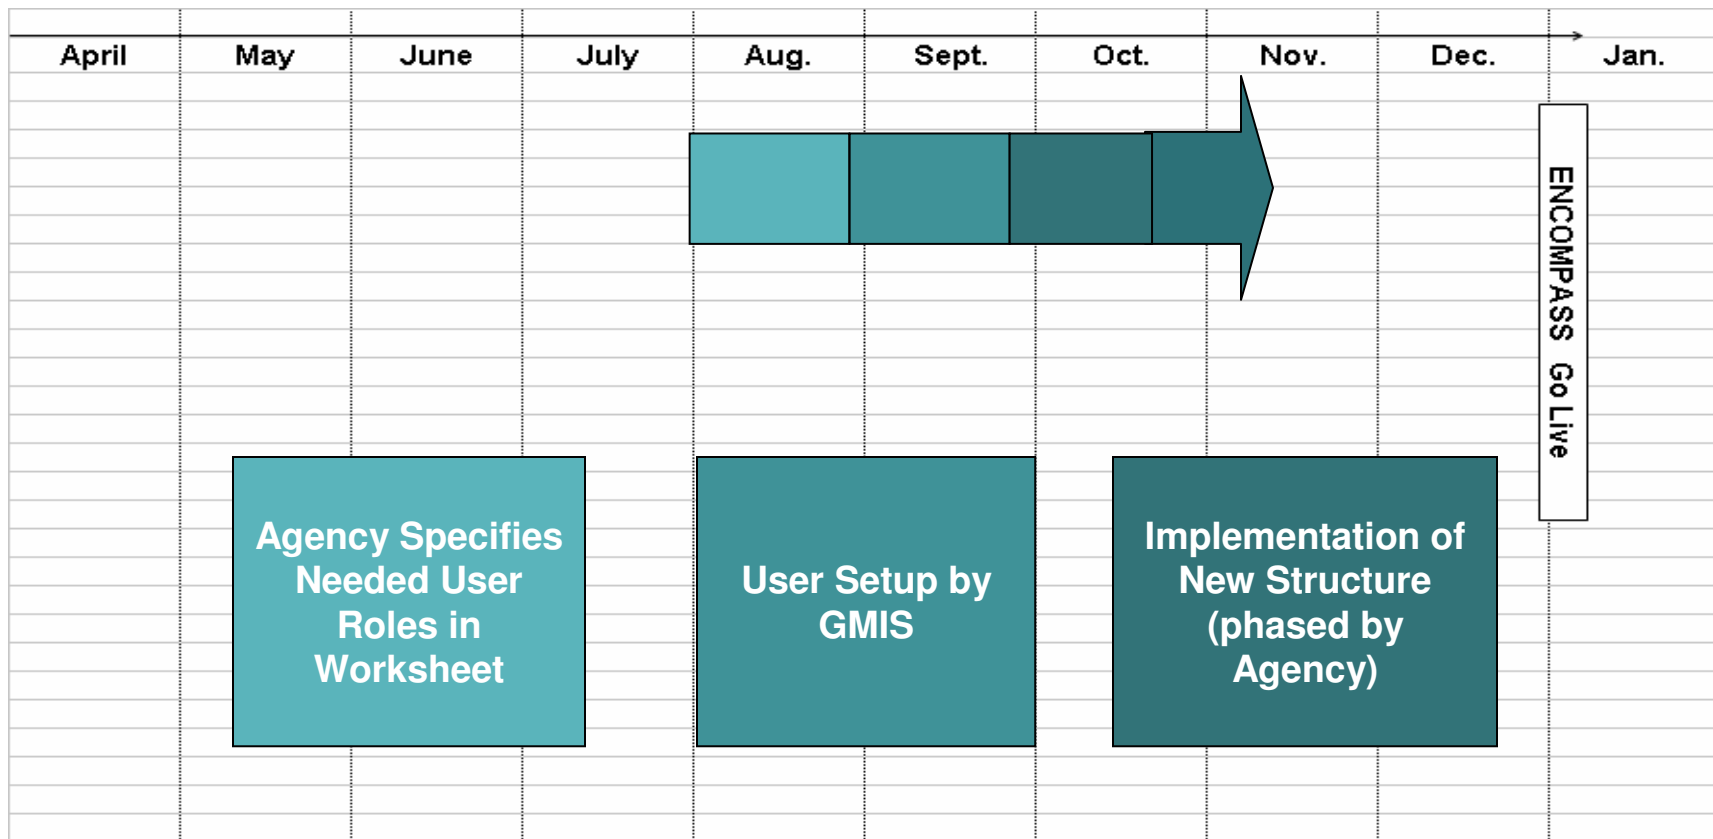 April May June July Aug. Sept. Oct. Nov. Dec. Jan.
ENCOMPASS Go Live
Agency Specifies
Needed User
Roles in
Worksheet
User Setup by
GMIS
Implementation of
New Structure
(phased by
Agency)